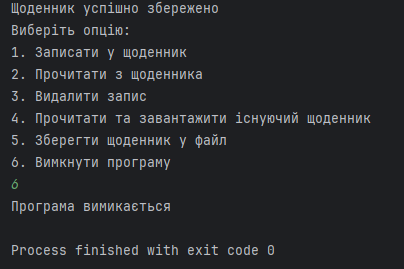 Щоденник успішно збережено
Виберіть опцію:
1. Записати у щоденник
2. Прочитати з щоденника
3. Видалити запис
4. Прочитати та завантажити існуючий щоденник
5. Зберегти щоденник у файл
6. Вимкнути програму
6
Програма вимикається
Process finished with exit code 0